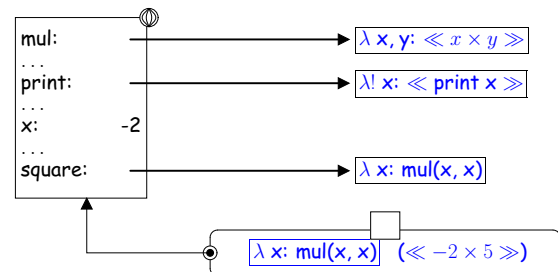 mul:
λ x, y: ≪ x × y ≫
. . .
print:
λ! x: ≪ print x ≫
. . .
x: -2
. . .
square:
λ x: mul(x, x)
λ x: mul(x, x) (≪ −2 × 5 ≫)